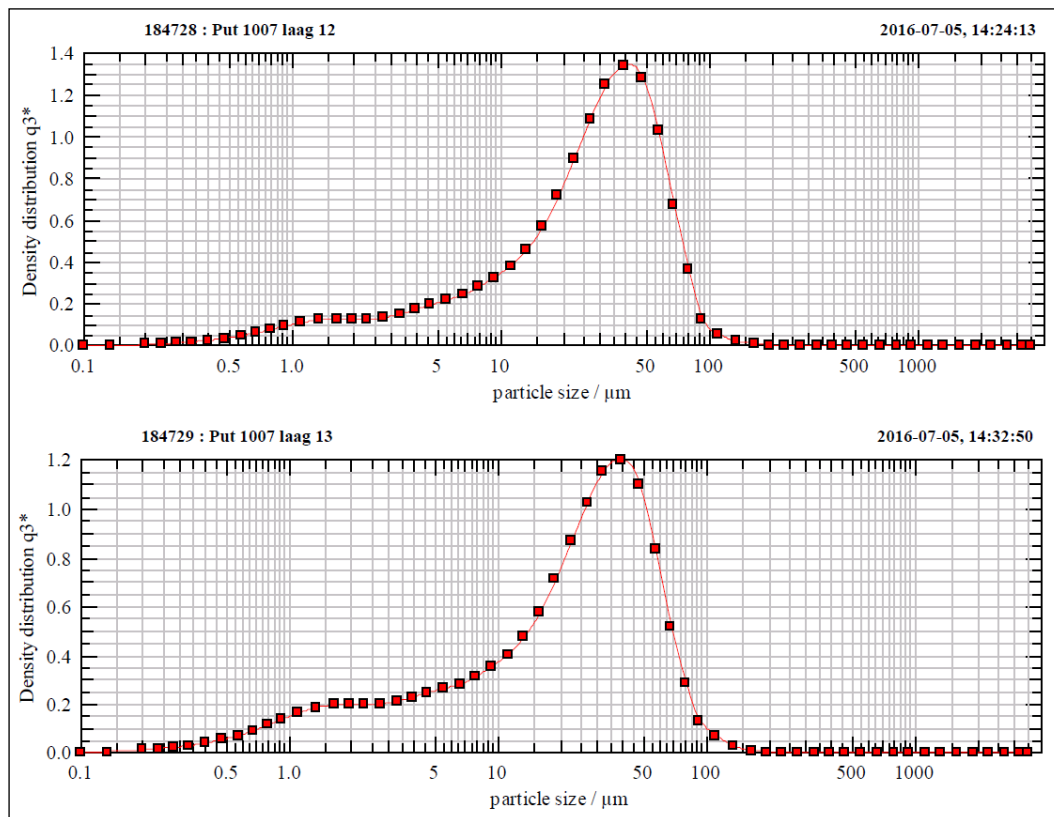 184728 : Put 1007 laag 12 2016-07-05, 14:24:13
1.4
1.2
1.0
0.8
0.6
0.4
0.2
0.0
Density distribution q3*
0.1 0.5 1.0 5 10 50 100 500 1000
particle size / µm
184729 : Put 1007 laag 13 2016-07-05, 14:32:50
1.2
1.0
0.8
0.6
0.4
0.2
0.0
Density distribution q3*
0.1 0.5 1.0 5 10 50 100 500 1000
particle size / µm